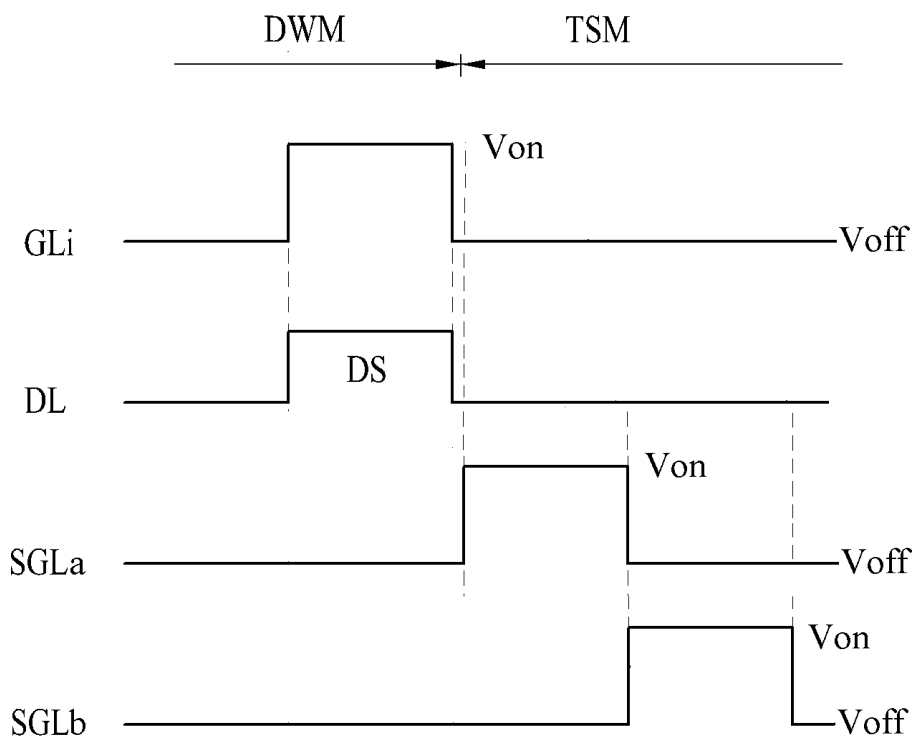 DWM TSM
Von
GLi Voff
DS
DL
Von
SGLa Voff
Von
SGLb Voff